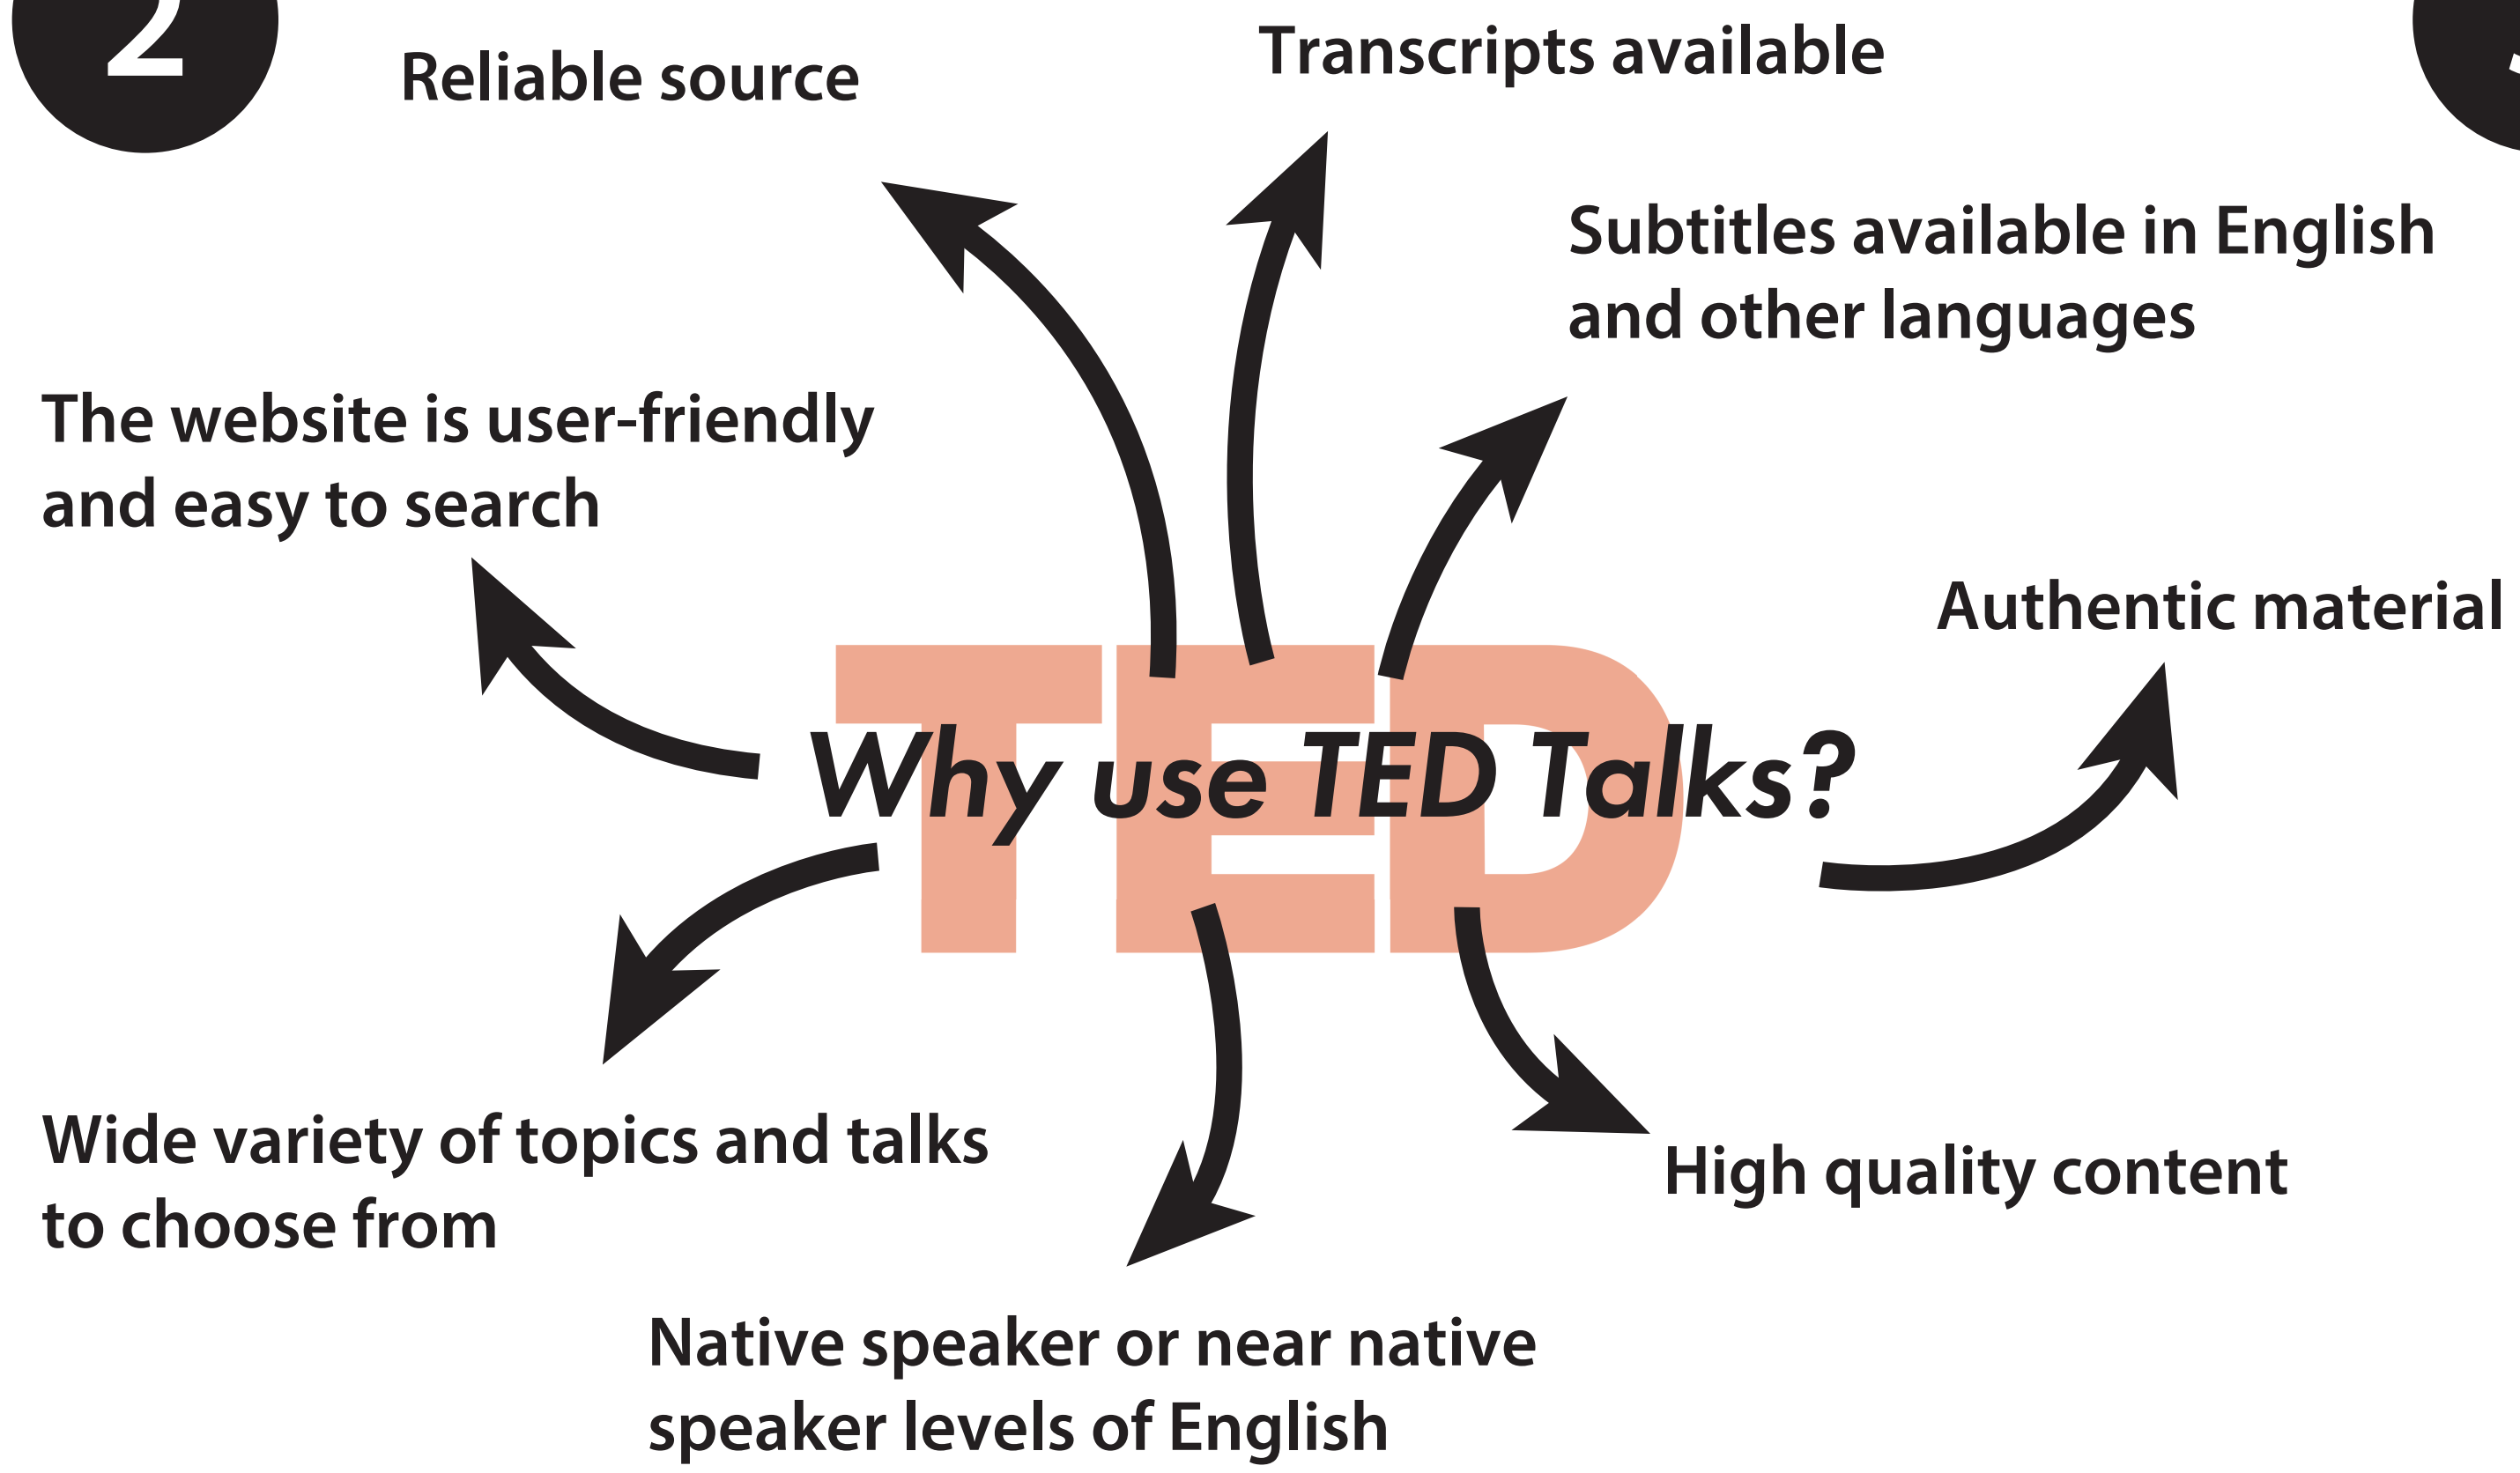 2
Reliable source
Transcripts available
Subtitles available in English
and other languages
The website is user-friendly
and easy to search
Authentic material
TED
Why use TED Talks?
Wide variety of topics and talks
to choose from
High quality content
Native speaker or near native
speaker levels of English